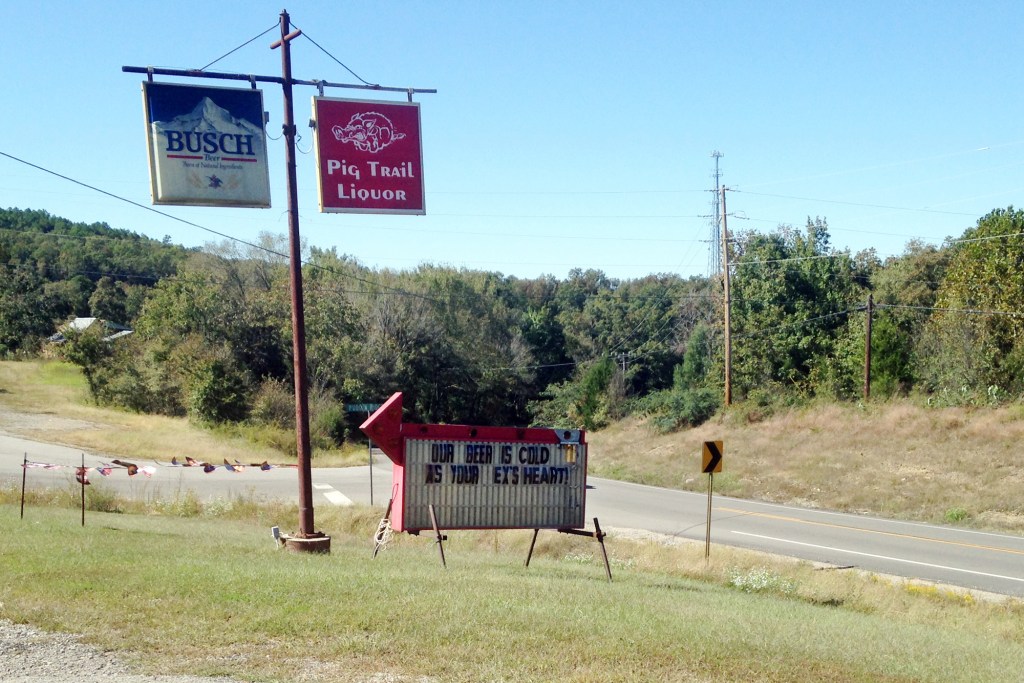 BUSCH
Beer
Pig Trail
Liquor
OUR BEER IS COLD
AS YOUR EX'S HEART!